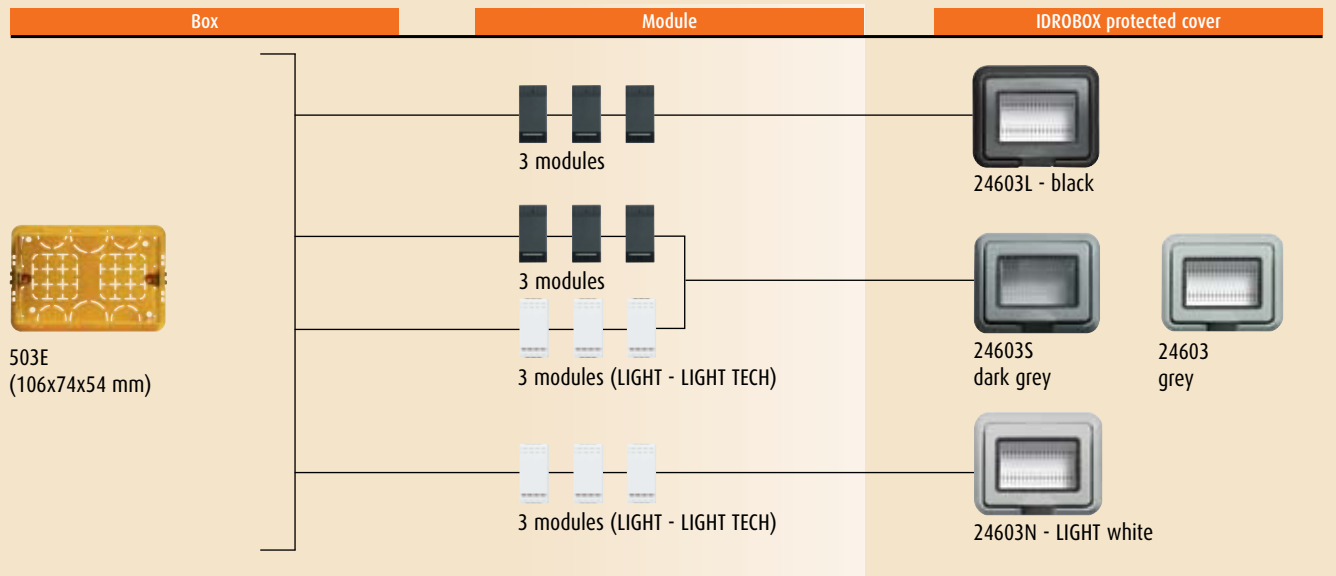 Box
Module
IDROBOX protected cover
3 modules
24603L - black
3 modules
503E
(106x74x54 mm)
3 modules (LIGHT - LIGHT TECH)
24603S
dark grey
24603
grey
3 modules (LIGHT - LIGHT TECH)
24603N - LIGHT white